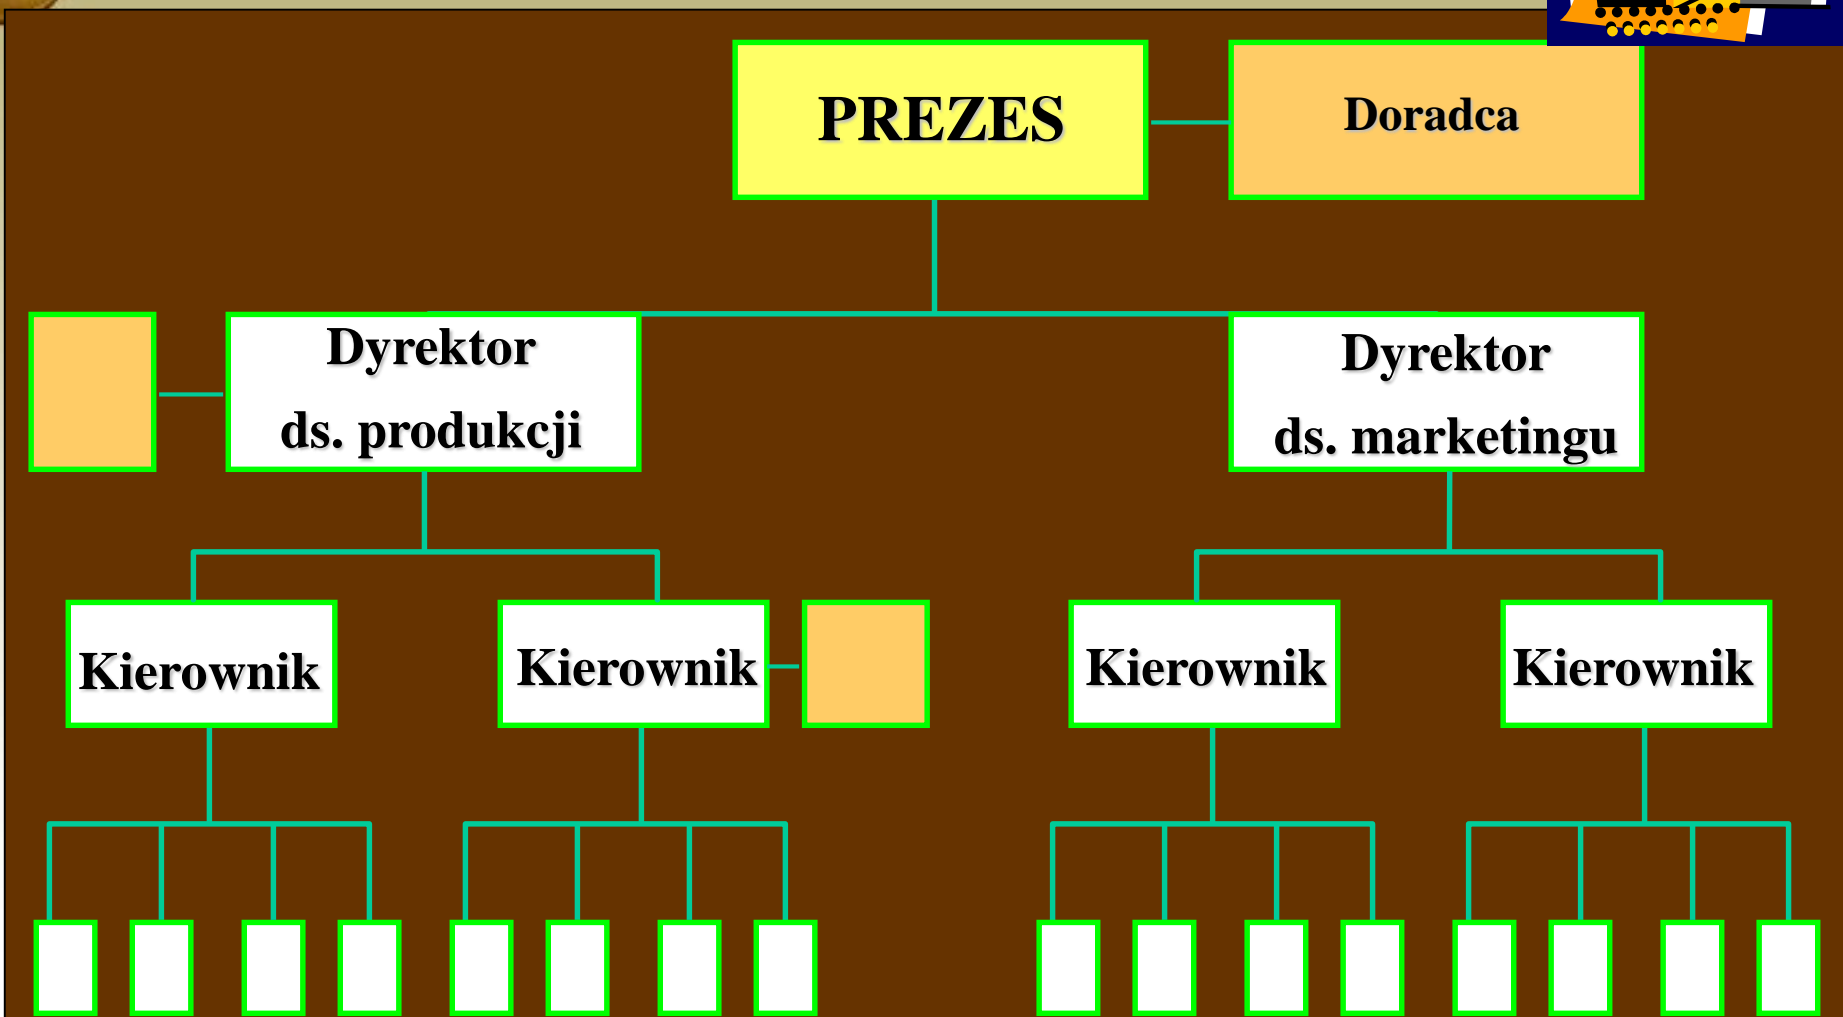 PREZES
Doradca
Dyrektor
ds. produkcji
Dyrektor
ds. marketingu
Kierownik
Kierownik
Kierownik
Kierownik